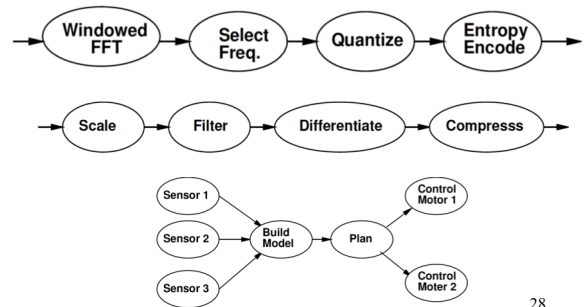 Windowed
FFT
Select
Freq.
Quantize
Entropy
Encode
Scale
Filter
Differentiate
Compresss
Sensor 1
Sensor 2
Sensor 3
Build
Model
Plan
Control
Motor 1
Control
Moter 2
28